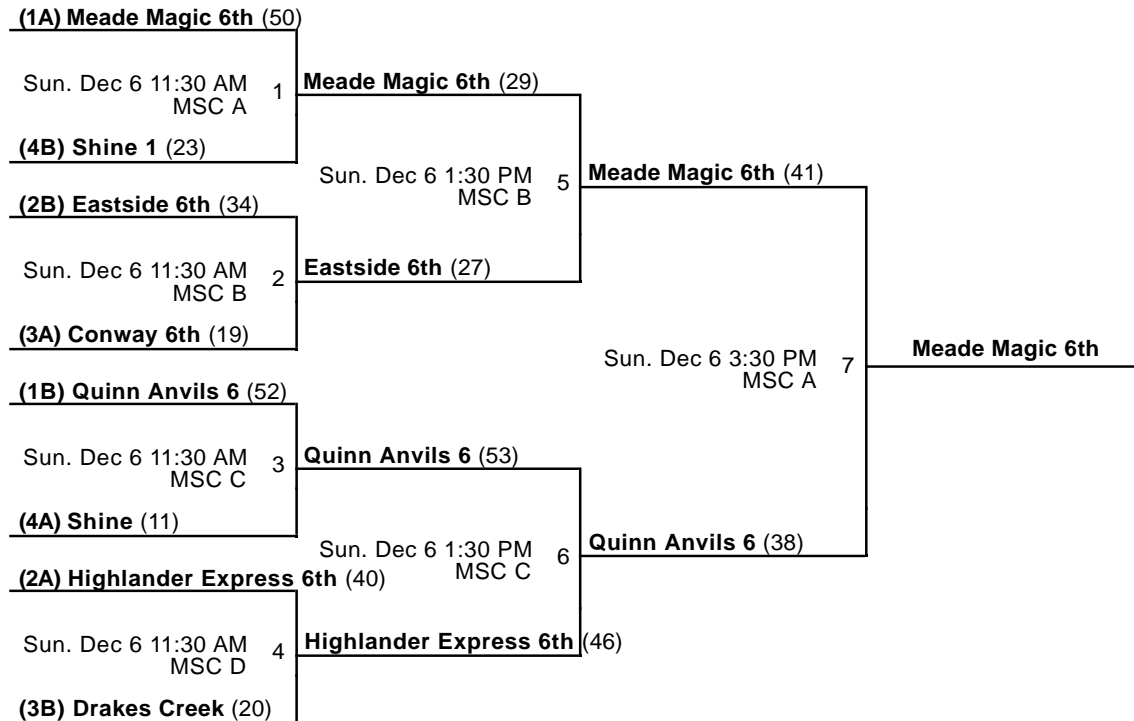 (1A) Meade Magic 6th (50)
Sun. Dec 6 11:30 AM
MSC A
1
Meade Magic 6th (29)
(4B) Shine 1 (23)
Sun. Dec 6 1:30 PM
MSC B
5
Meade Magic 6th (41)
(2B) Eastside 6th (34)
Sun. Dec 6 11:30 AM
MSC B
2
Eastside 6th (27)
(3A) Conway 6th (19)
Sun. Dec 6 3:30 PM
MSC A
7
Meade Magic 6th
(1B) Quinn Anvils 6 (52)
Sun. Dec 6 11:30 AM
MSC C
3
Quinn Anvils 6 (53)
(4A) Shine (11)
Sun. Dec 6 1:30 PM
MSC C
6
Quinn Anvils 6 (38)
(2A) Highlander Express 6th (40)
Sun. Dec 6 11:30 AM
MSC D
4
Highlander Express 6th (46)
(3B) Drakes Creek (20)